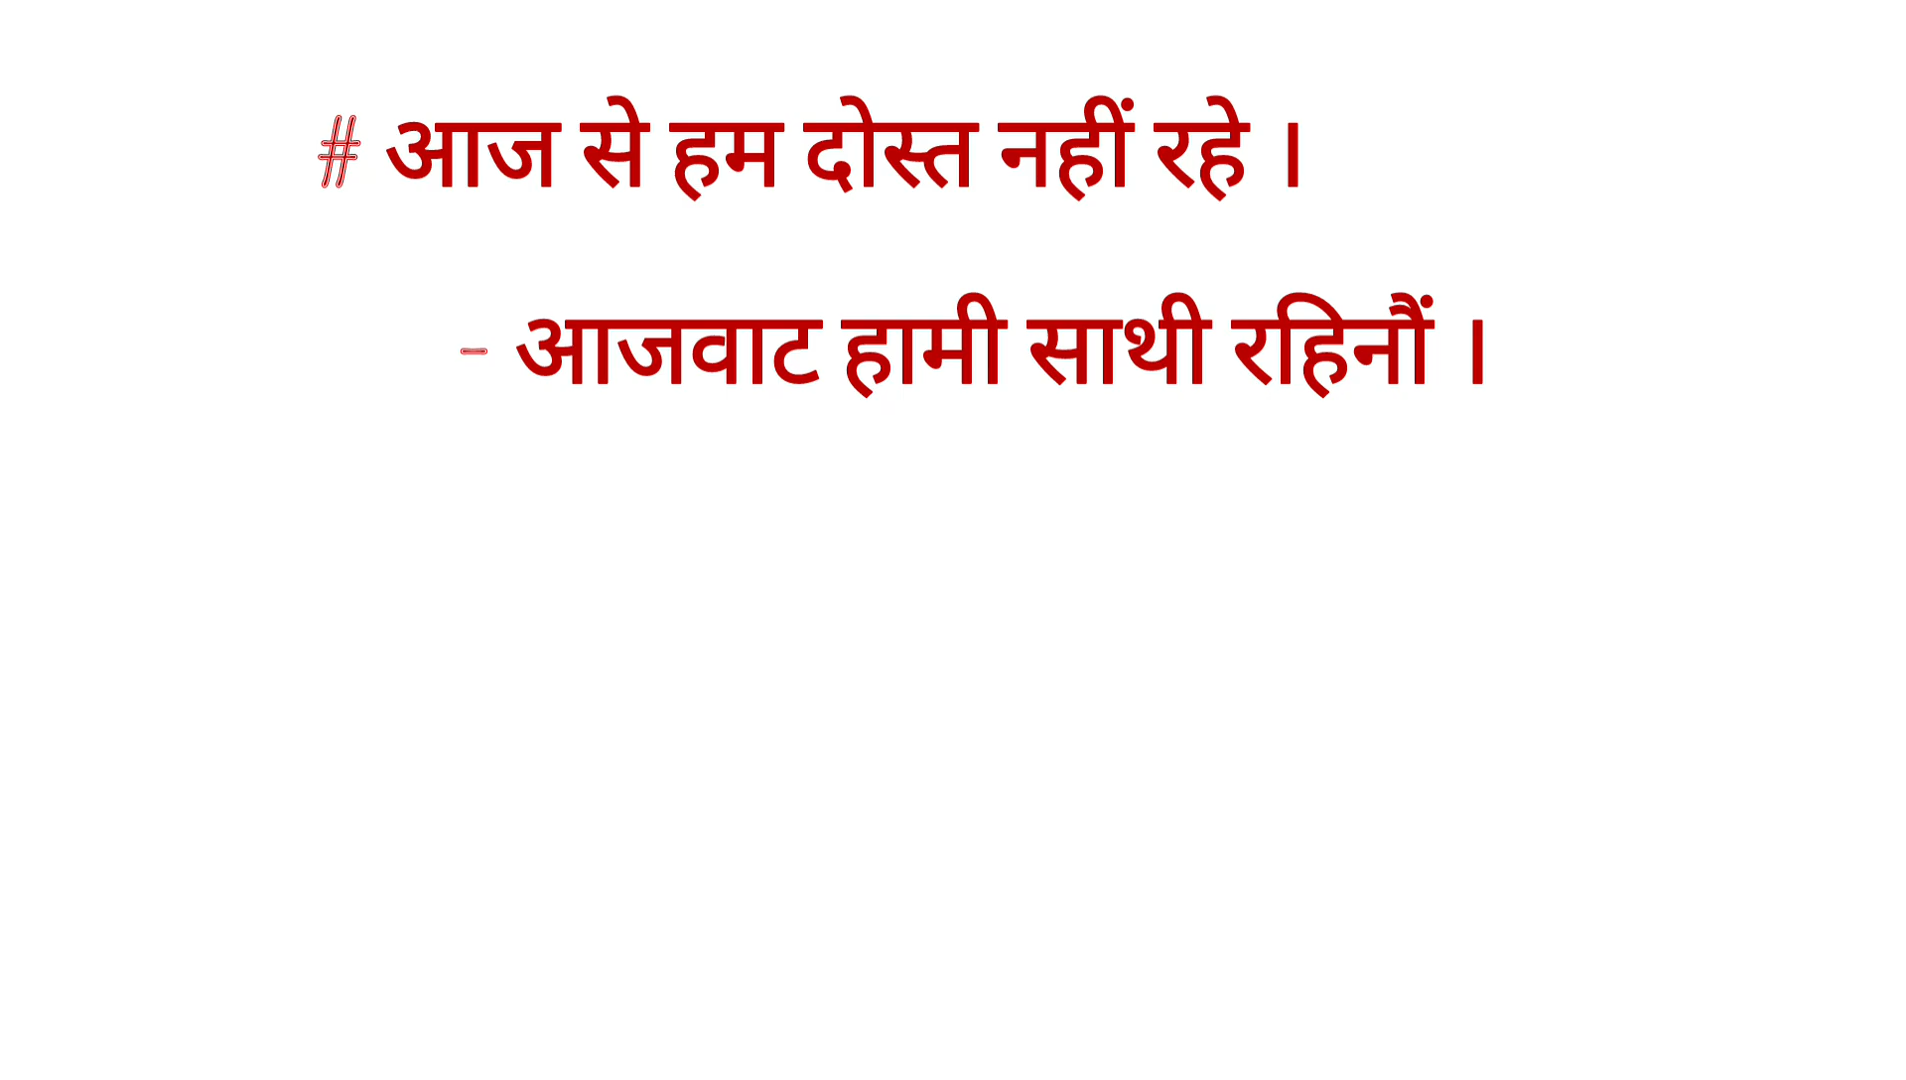 # आज से हम दोस्त नहीं रहे ।
- आजवाट हामी साथी रहिनौं ।